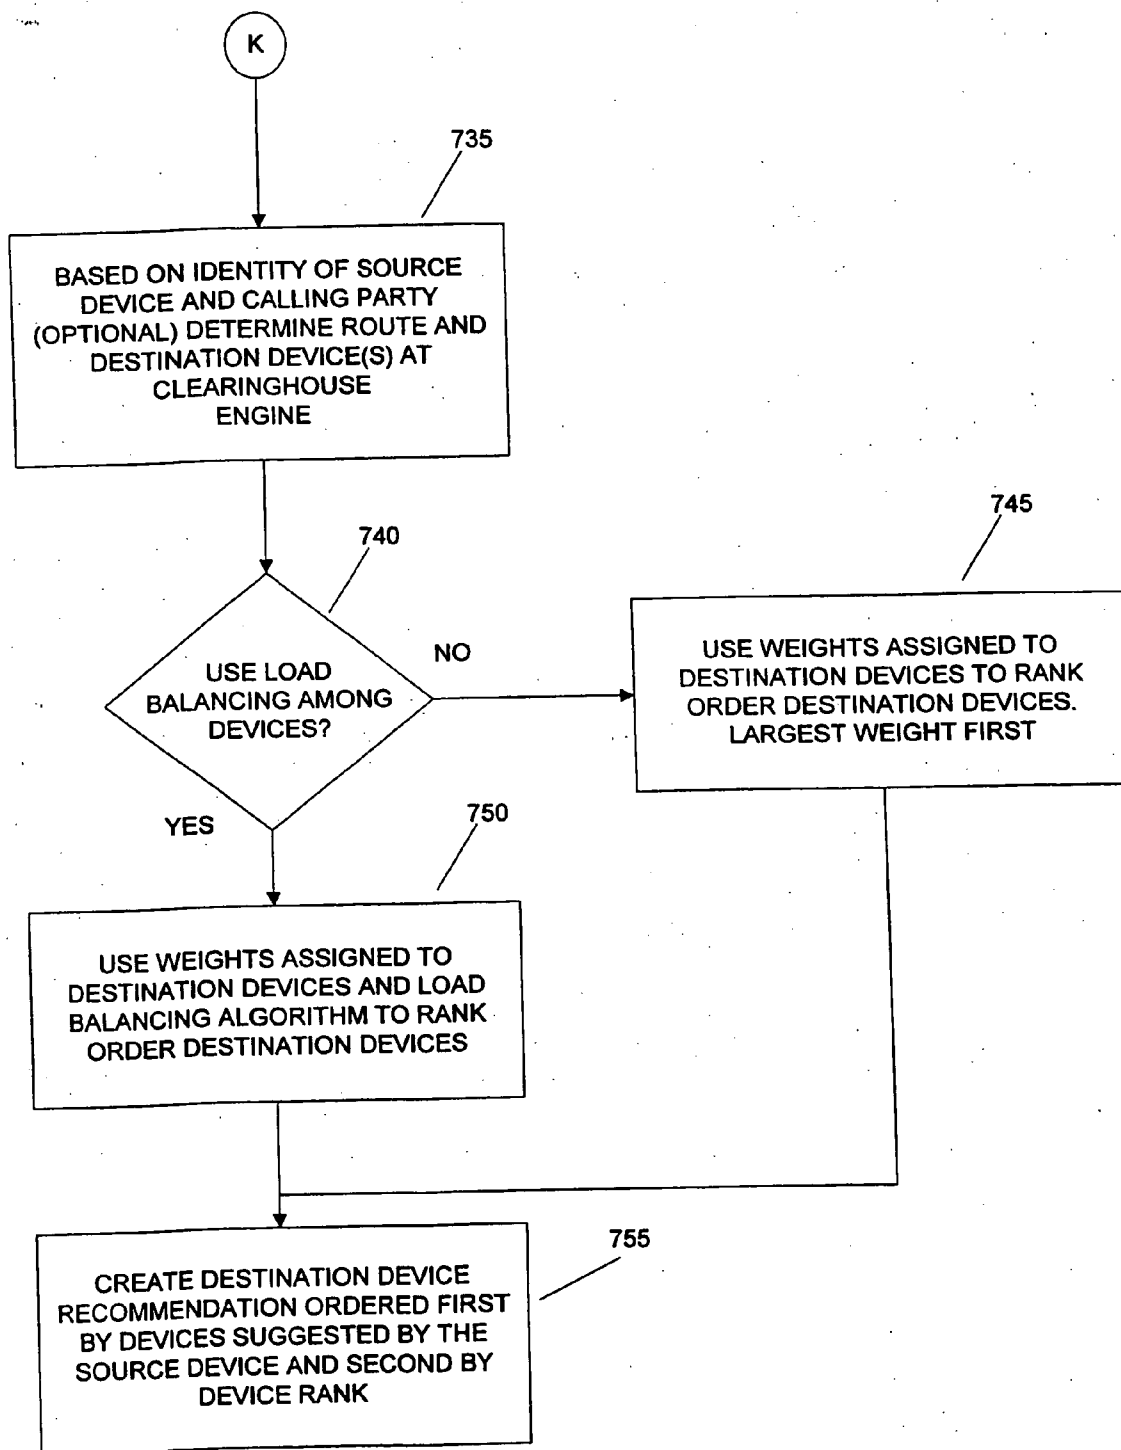 K
735
BASED ON IDENTITY OF SOURCE
DEVICE AND CALLING PARTY
(OPTIONAL) DETERMINE ROUTE AND
DESTINATION DEVICE(S) AT
CLEARINGHOUSE
ENGINE
740
USE LOAD
BALANCING AMONG
DEVICES?
NO
745
USE WEIGHTS ASSIGNED TO
DESTINATION DEVICES TO RANK
ORDER DESTINATION DEVICES.
LARGEST WEIGHT FIRST
YES
750
USE WEIGHTS ASSIGNED TO
DESTINATION DEVICES AND LOAD
BALANCING ALGORITHM TO RANK
ORDER DESTINATION DEVICES
755
CREATE DESTINATION DEVICE
RECOMMENDATION ORDERED FIRST
BY DEVICES SUGGESTED BY THE
SOURCE DEVICE AND SECOND BY
DEVICE RANK